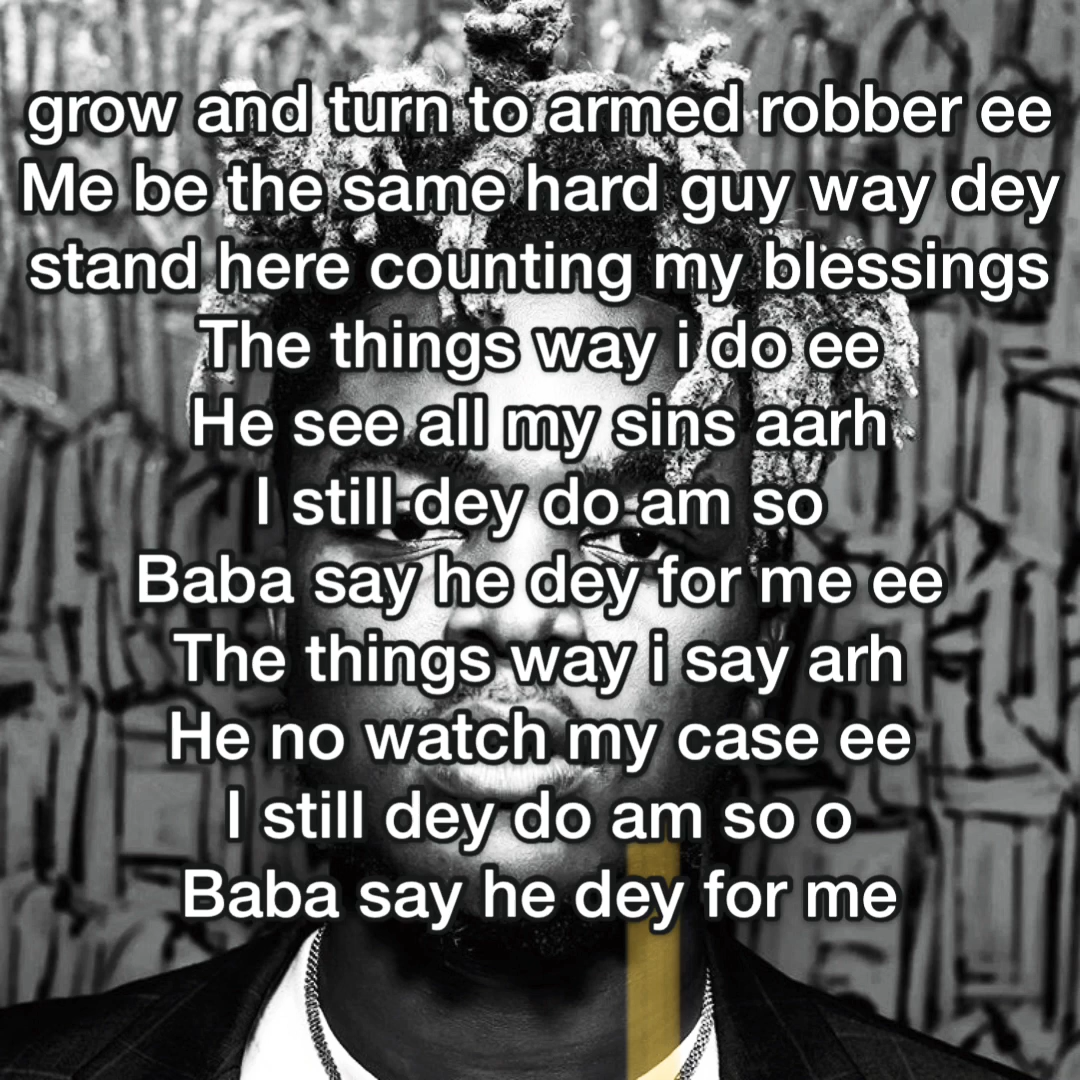 grow and turn to armed robber ee
Me be the same hard guy way dey
stand here counting my blessings
The things way i do ee
He see all my sins aarh
I still dey do am so
Baba say he dey for me ee
The things way i say arh
He no watch my case ee
I still dey do am so o
Baba say he dey for me